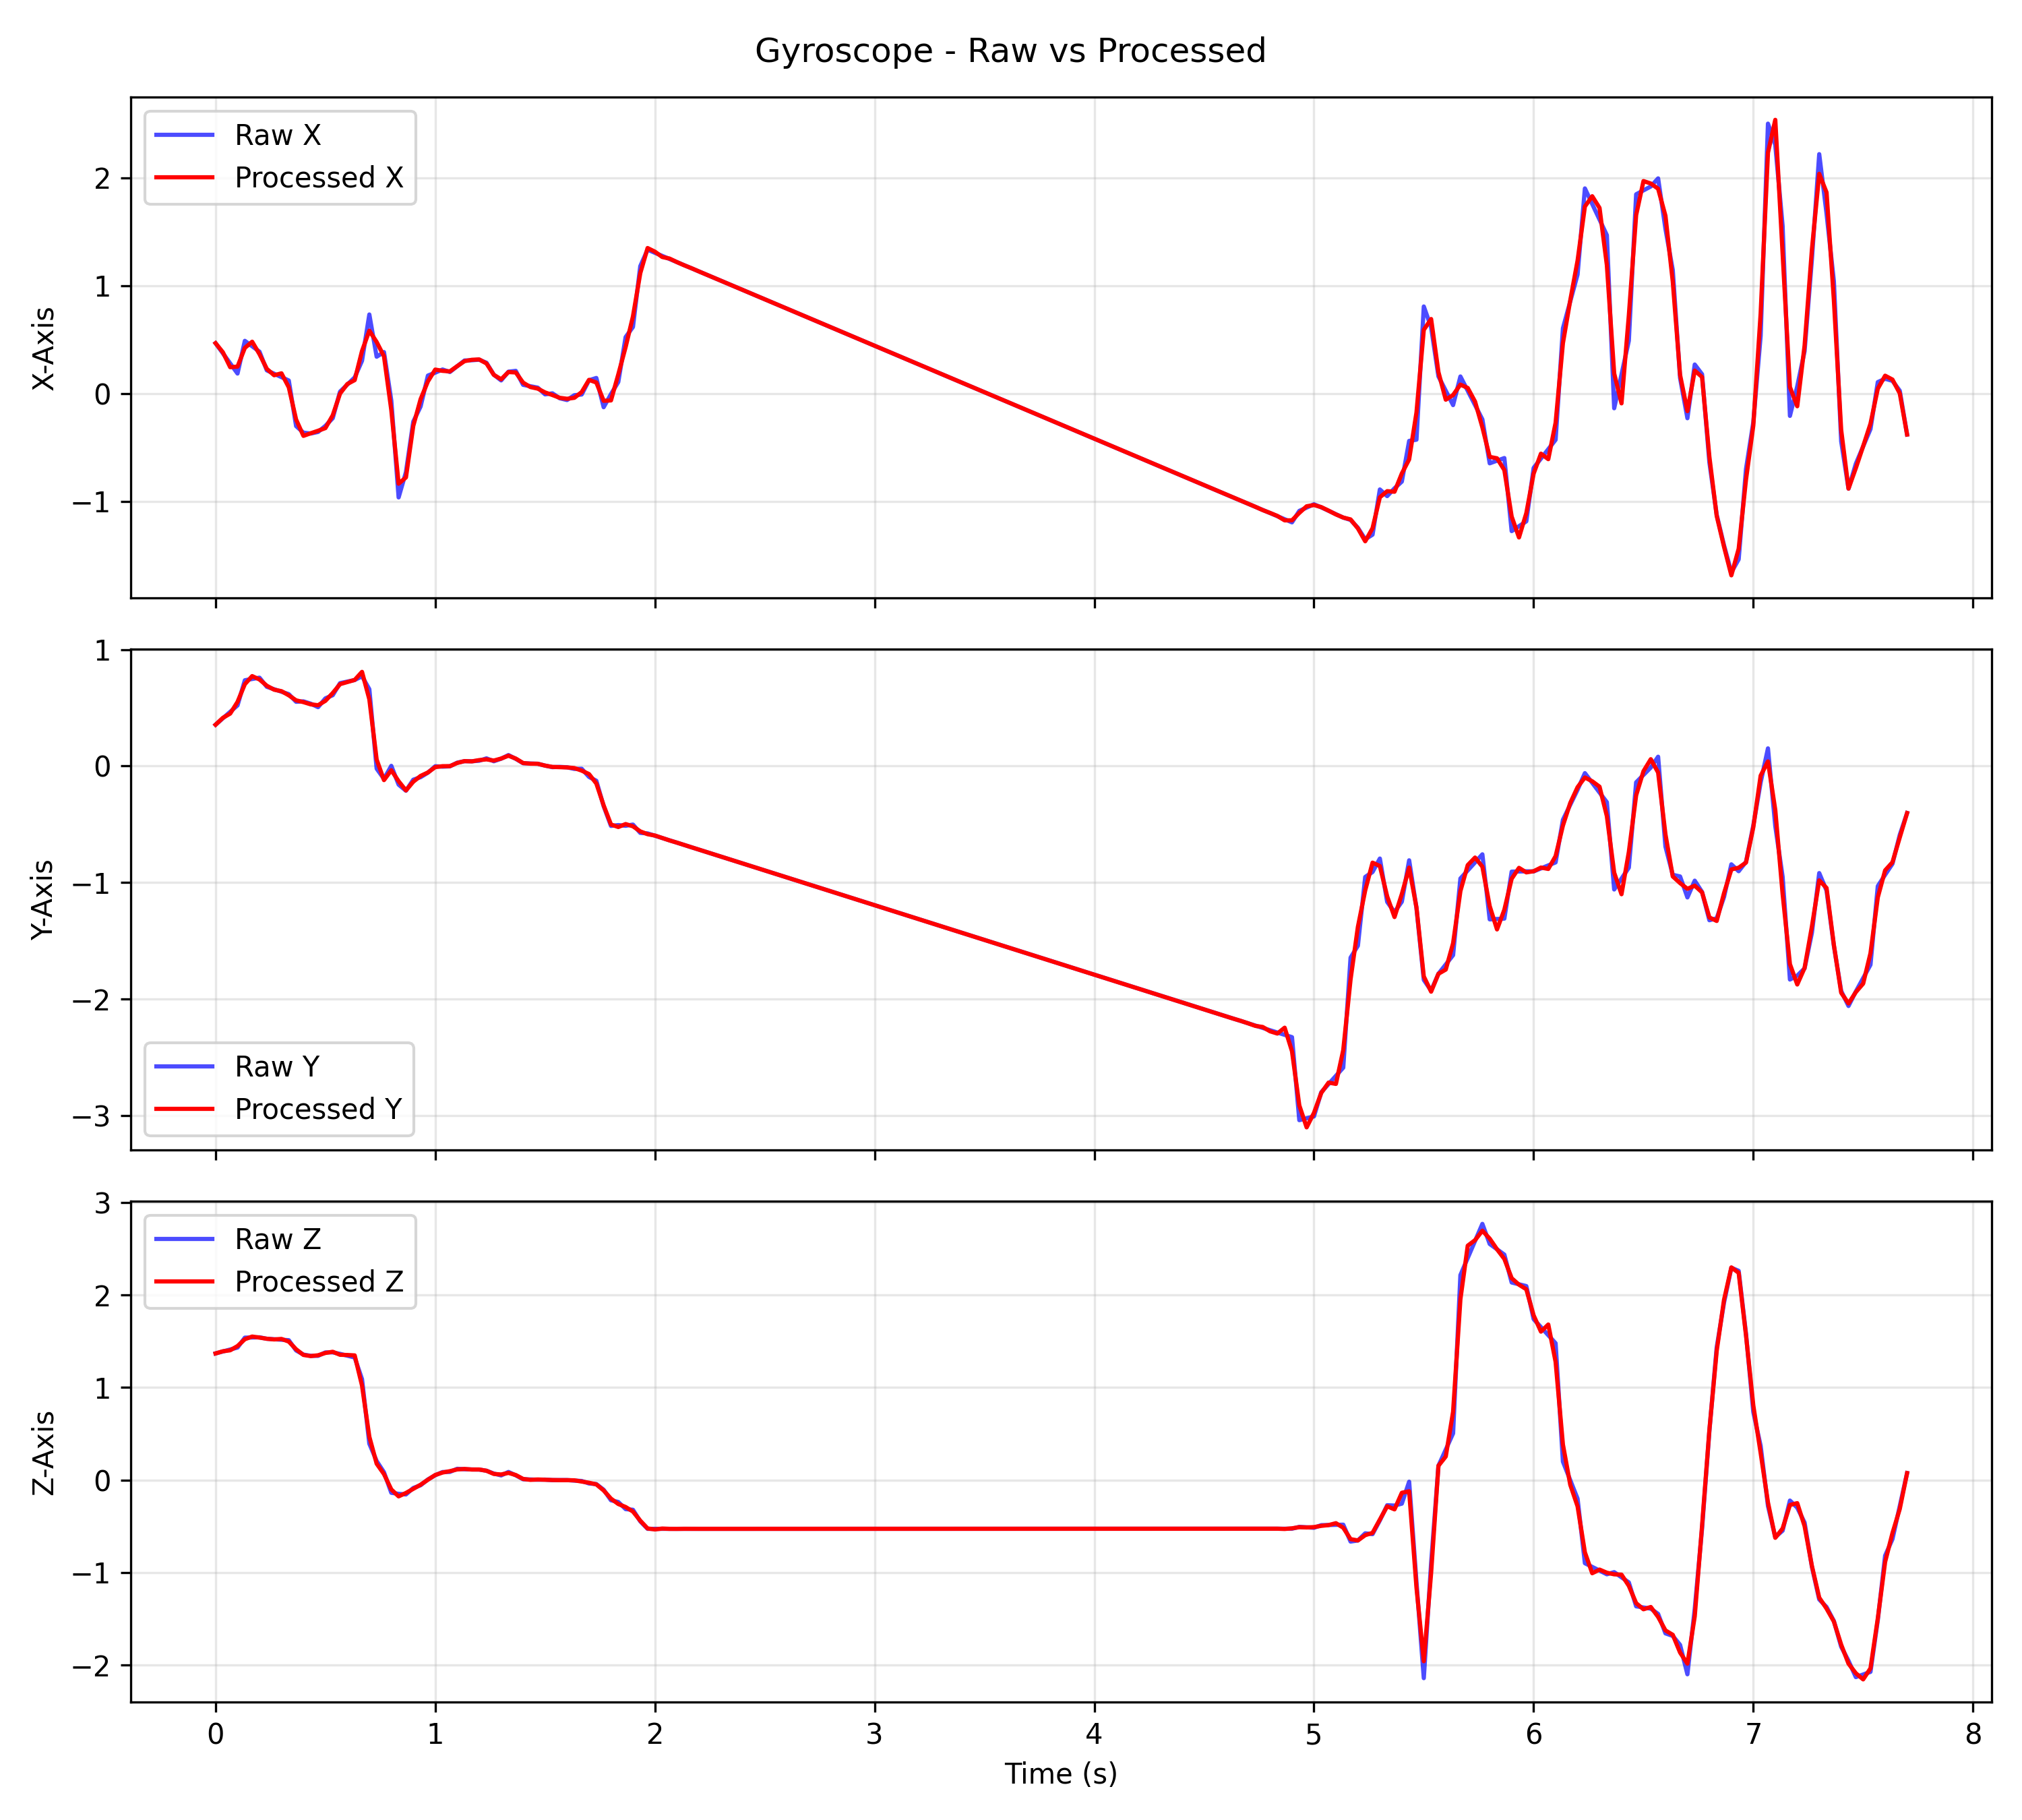 Gyroscope - Raw vs Processed
Raw X
Processed X
2
1
0
−1
X-Axis
1
0
−1
−2
−3
Y-Axis
Raw Y
Processed Y
3
2
1
0
−1
−2
Z-Axis
Raw Z
Processed Z
0 1 2 3 4 5 6 7 8
Time (s)